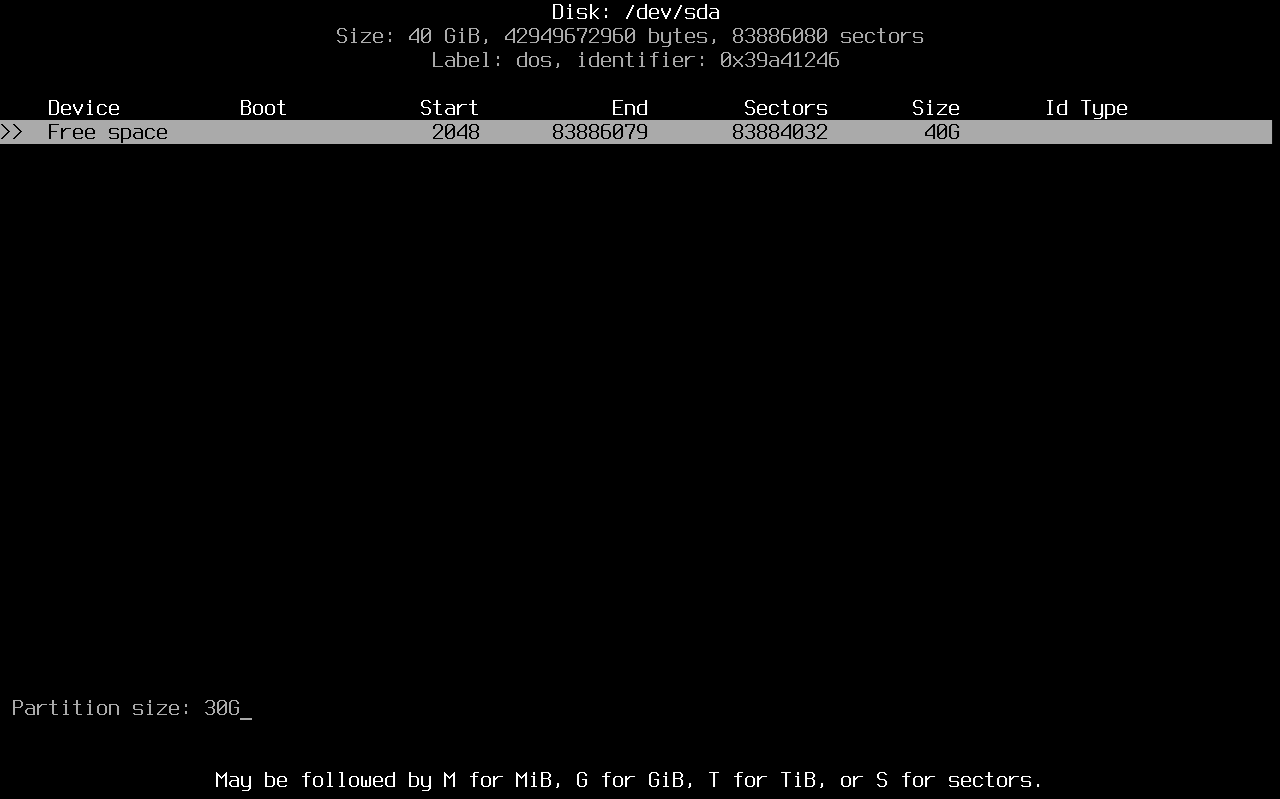 Disk: /dev/sda
Size: 40 GiB, 42949672960 bytes, 83886080 sectors
Label: dos, identifier: 0x39a41246
Device Boot Start End Sectors Size Id Type
>> Free space 2048 83886079 83884032 40G
Partition size: 30G_
May be followed by M for MiB, G for GiB, T for TiB, or S for sectors.